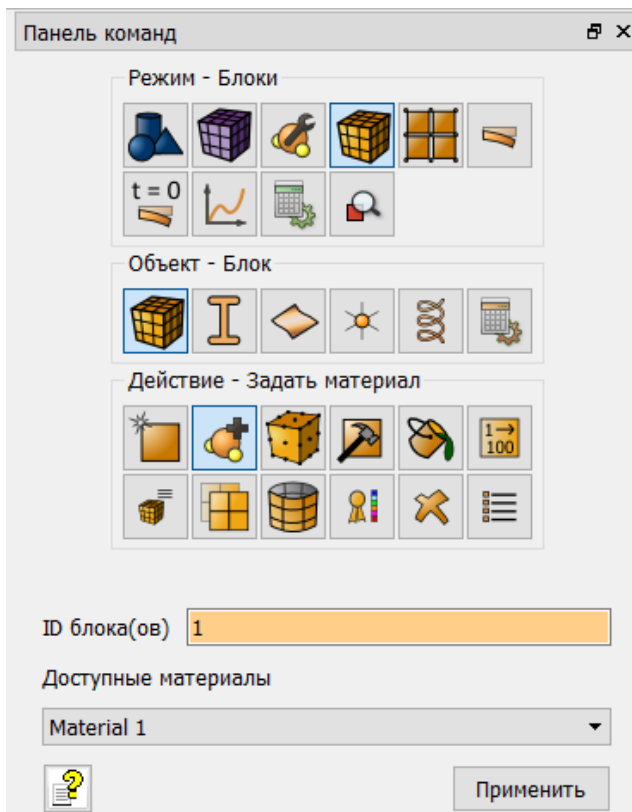 Панель команд
Режим - Блоки
t = 0
Объект - Блок
Действие - Задать материал
1→
100
ID блока(ов) 1
Доступные материалы
Material 1
Применить